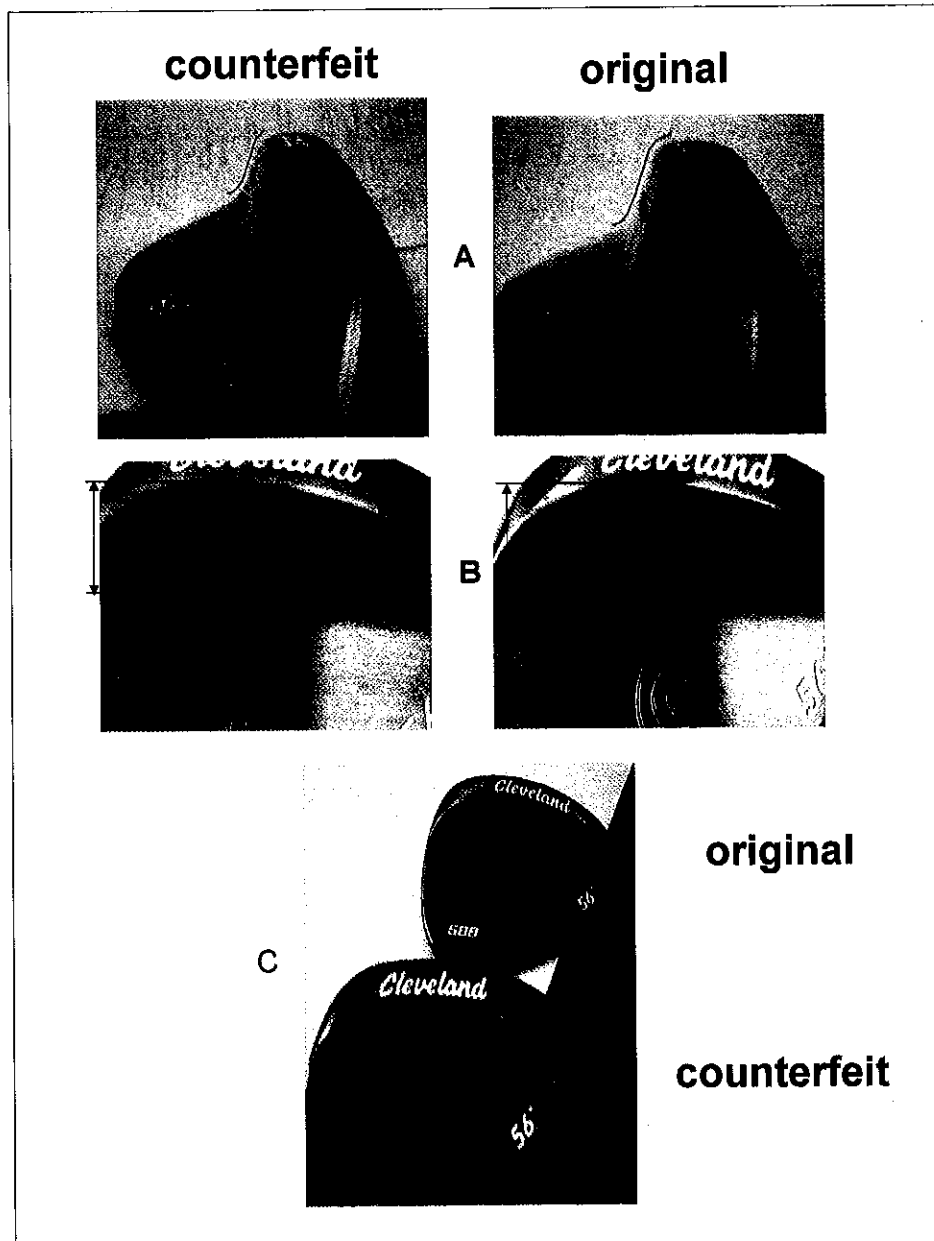 counterfeit original
A
Cleveland Cleveland
B
Cleveland
original
56°
588
C
Cleveland
counterfeit
56°